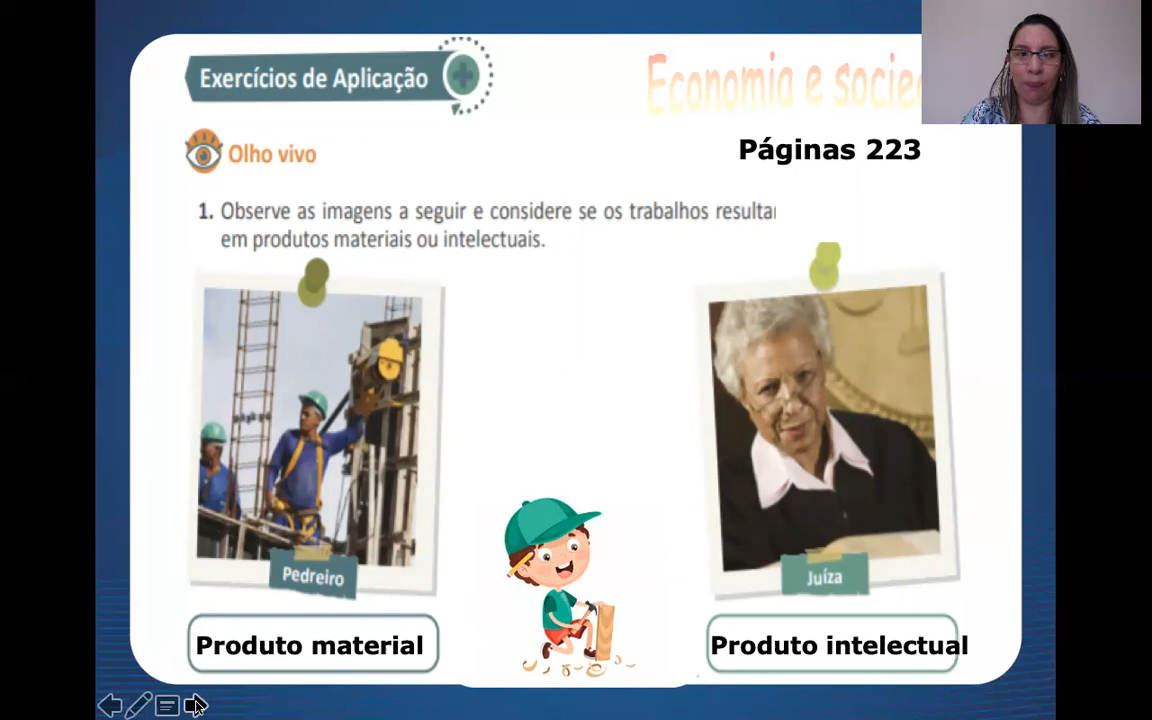 Exercícios de Aplicação
Economia e socie
Páginas 223
Olho vivo
1. Observe as imagens a seguir e considere se os trabalhos resultar
em produtos materiais ou intelectuais.
Pedreiro
Juíza
Produto material
Produto intelectual